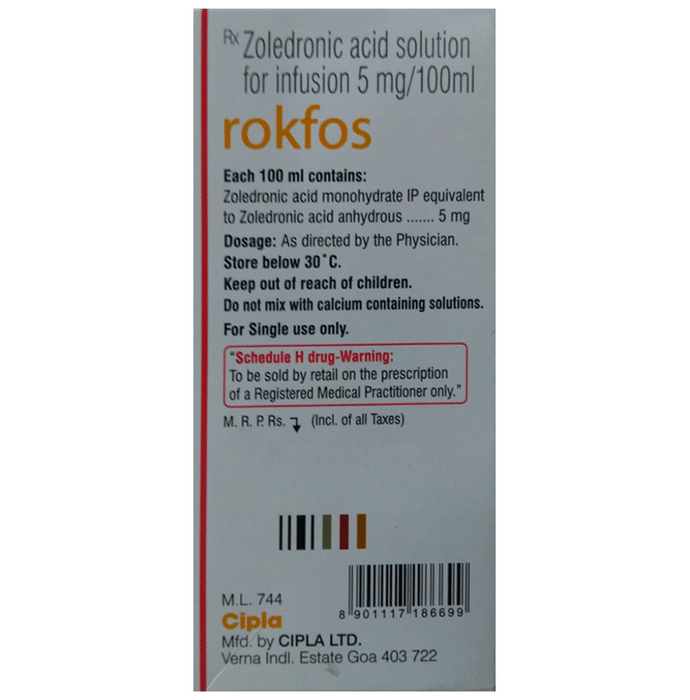 Rx Zoledronic acid solution
for infusion 5 mg/100ml
rokfos
Each 100 ml contains:
Zoledronic acid monohydrate IP equivalent
to Zoledronic acid anhydrous ....... 5 mg
Dosage: As directed by the Physician.
Store below 30˚C.
Keep out of reach of children.
Do not mix with calcium containing solutions.
For Single use only.
"Schedule H drug-Warning:
To be sold by retail on the prescription
of a Registered Medical Practitioner only."
M. R. P. Rs. (Incl. of all Taxes)
8 901117 186699
M.L. 744
Cipla
Mfd. by CIPLA LTD.
Verna Indl. Estate Goa 403 722